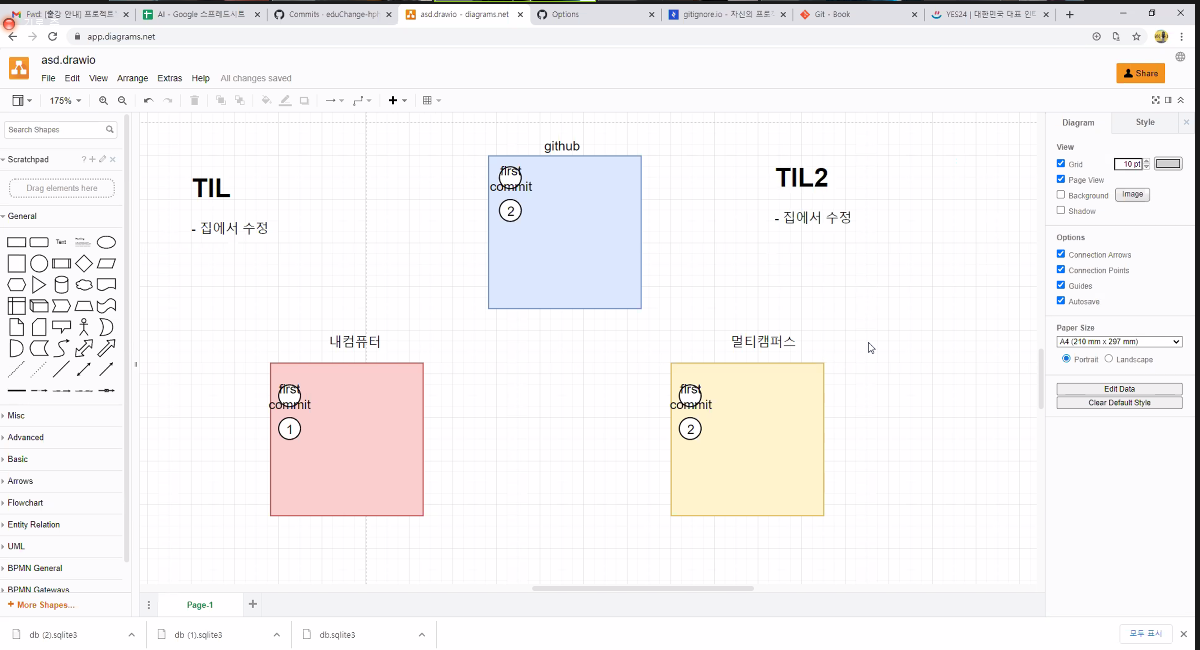 Fwd: [출강 안내] 프로젝트
AI - Google 스프레드시트
Commits · eduChange-hph
asd.drawio - diagrams.net
Options
gitignore.io - 자신의 프로젝
Git - Book
YES24 | 대한민국 대표 인터
app.diagrams.net
asd.drawio
File Edit View Arrange Extras Help All changes saved
Share
175%
Search Shapes
Scratchpad
Drag elements here
General
Text
Misc
Advanced
Basic
Arrows
Flowchart
Entity Relation
UML
BPMN General
BPMN Gateways
+ More Shapes...
github
first
commit
2
TIL
- 집에서 수정
TIL2
- 집에서 수정
내컴퓨터
first
commit
1
멀티캠퍼스
first
commit
2
Diagram Style
View
Grid 10 pt
Page View
Background Image
Shadow
Options
Connection Arrows
Connection Points
Guides
Autosave
Paper Size
A4 (210 mm x 297 mm)
Portrait Landscape
Edit Data
Clear Default Style
Page-1
db (2).sqlite3
db (1).sqlite3
db.sqlite3
모두 표시